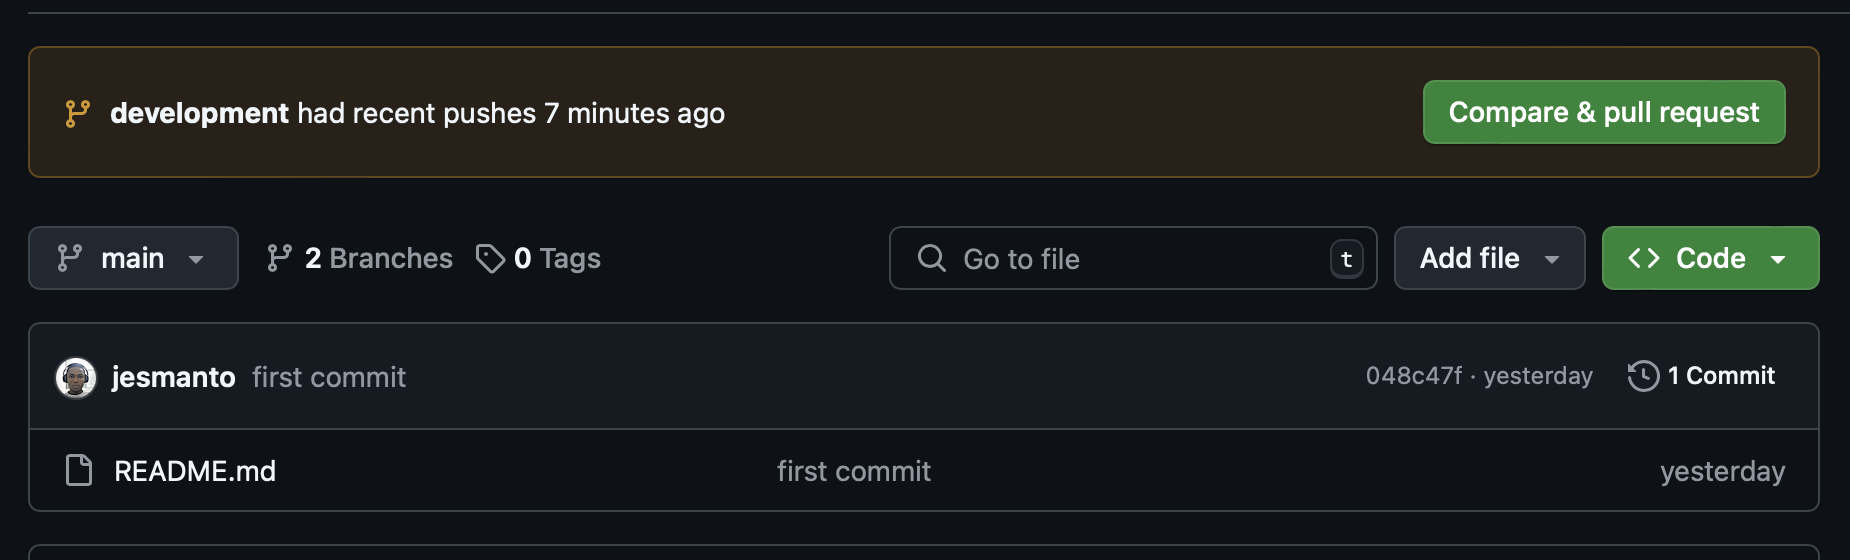 development had recent pushes 7 minutes ago
Compare & pull request
main
2 Branches
0 Tags
Go to file
t
Add file
Code
jesmanto first commit
048c47f · yesterday
1 Commit
README.md
first commit
yesterday